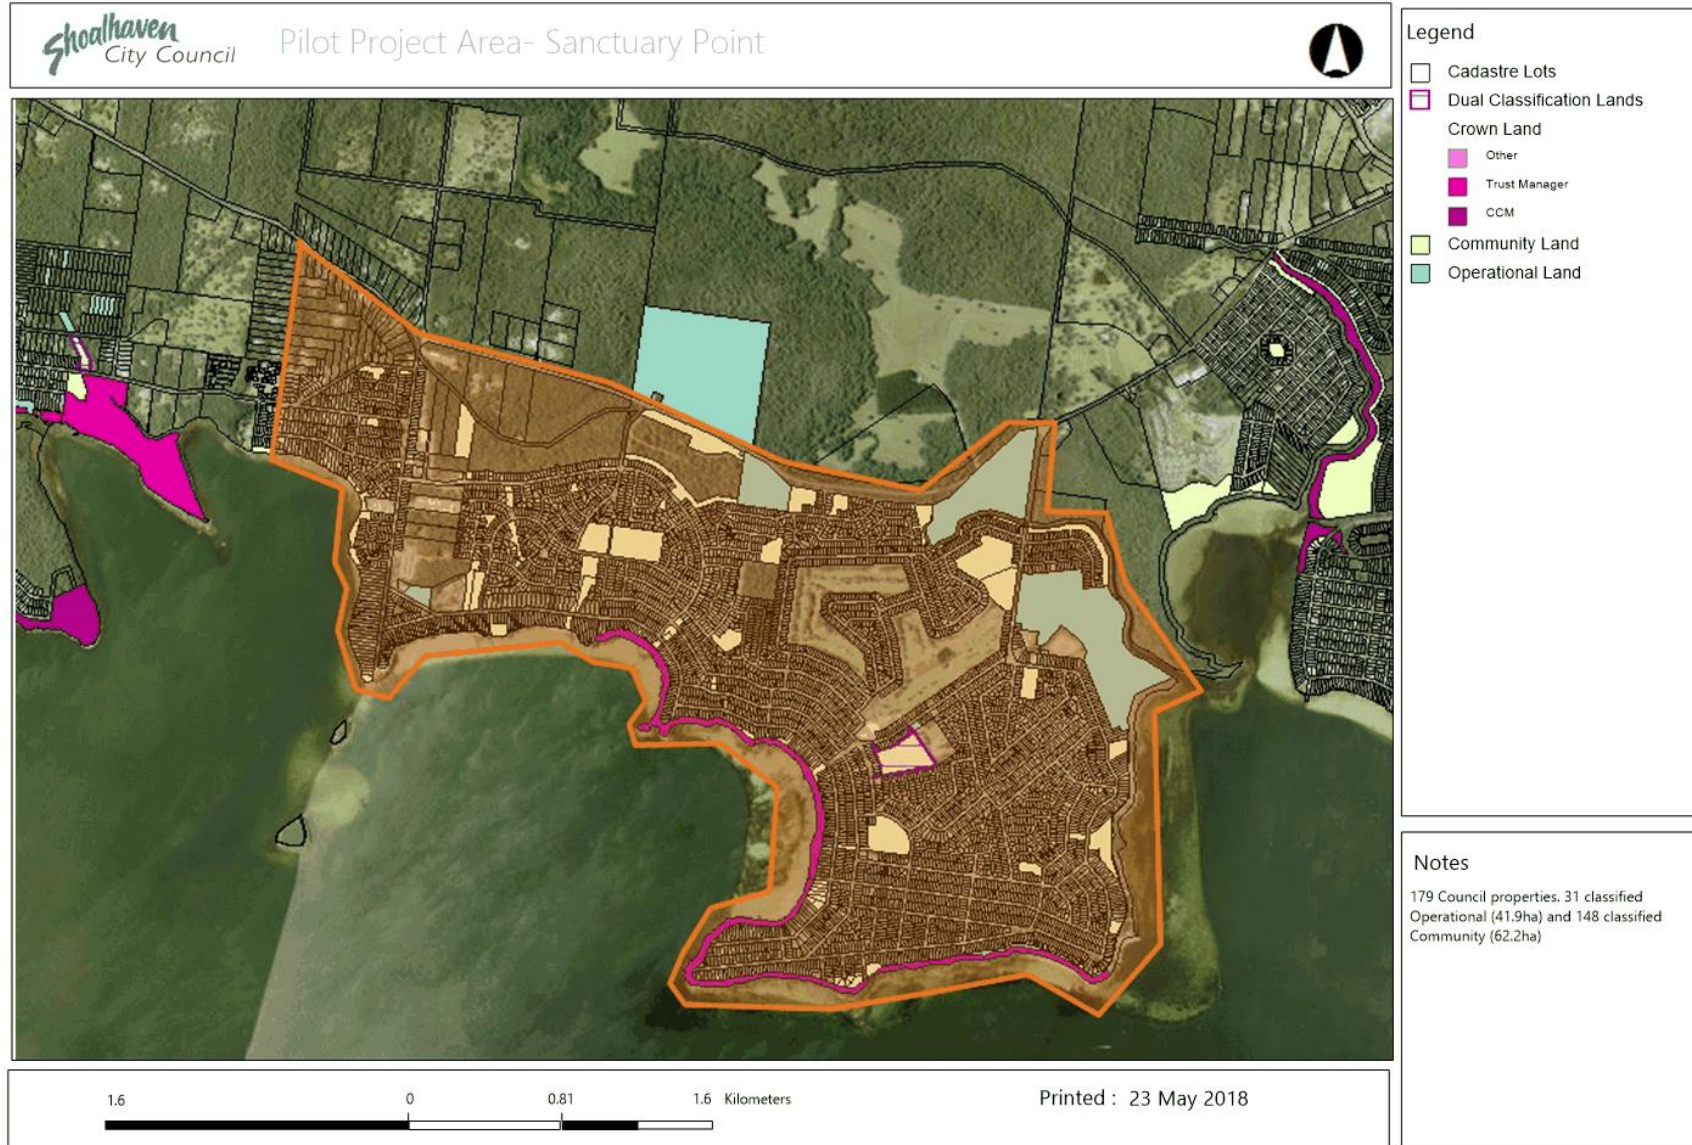 Shoalhaven
City Council
Pilot Project Area- Sanctuary Point
Legend
Cadastre Lots
Dual Classification Lands
Crown Land
Other
Trust Manager
CCM
Community Land
Operational Land
Notes
179 Council properties. 31 classified
Operational (41.9ha) and 148 classified
Community (62.2ha)
1.6 0 0.81 1.6 Kilometers
Printed : 23 May 2018